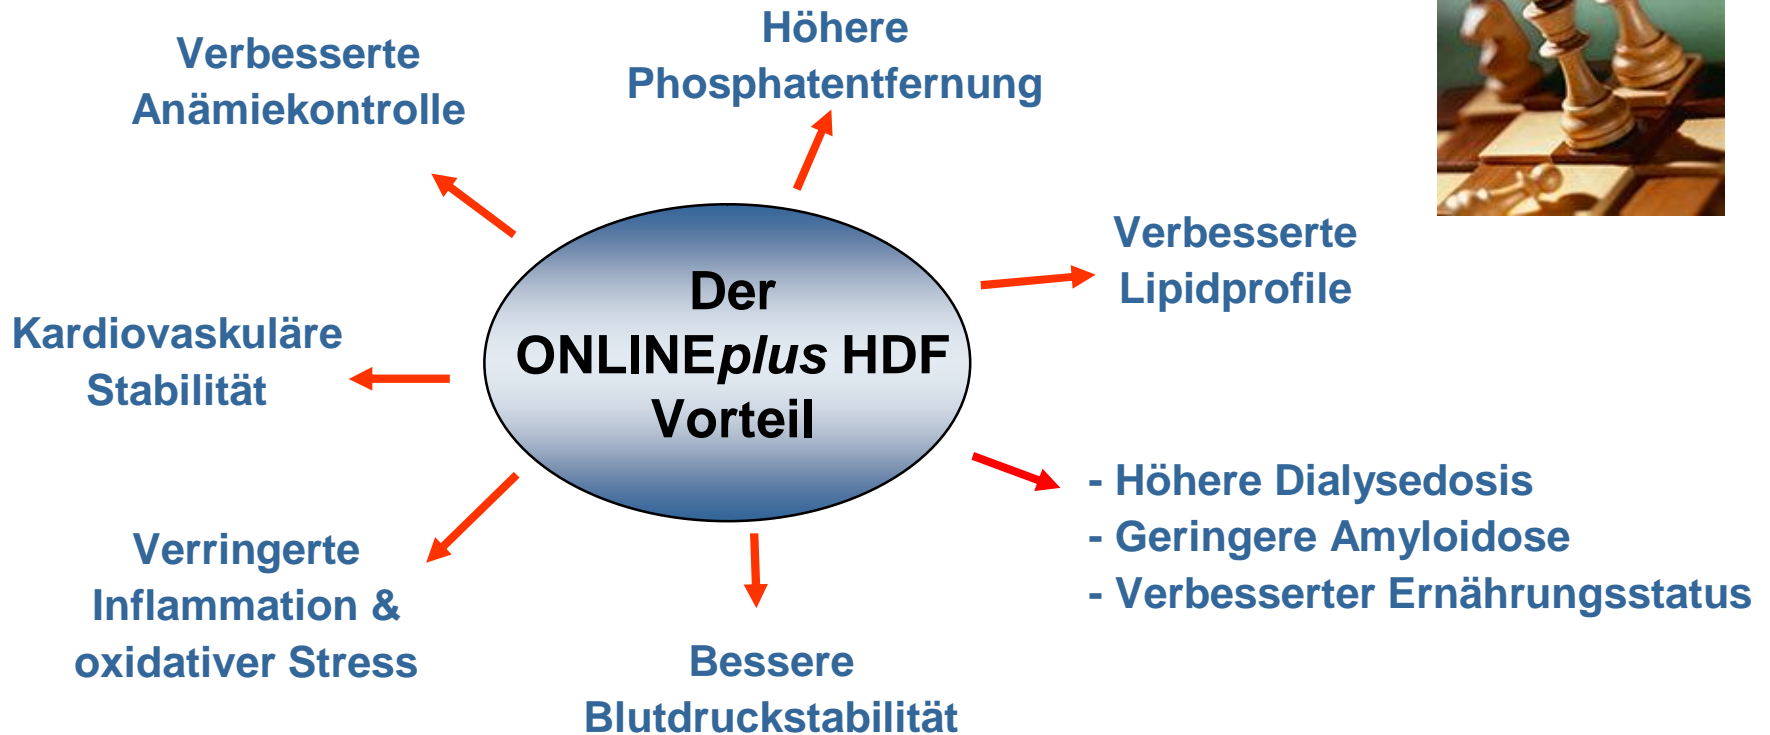 Höhere
Phosphatentfernung
Verbesserte
Anämiekontrolle
Verbesserte
Lipidprofile
Der
ONLINEplus HDF
Vorteil
Kardiovaskuläre
Stabilität
- Höhere Dialysedosis
- Geringere Amyloidose
- Verbesserter Ernährungsstatus
Verringerte
Inflammation &
oxidativer Stress
Bessere
Blutdruckstabilität